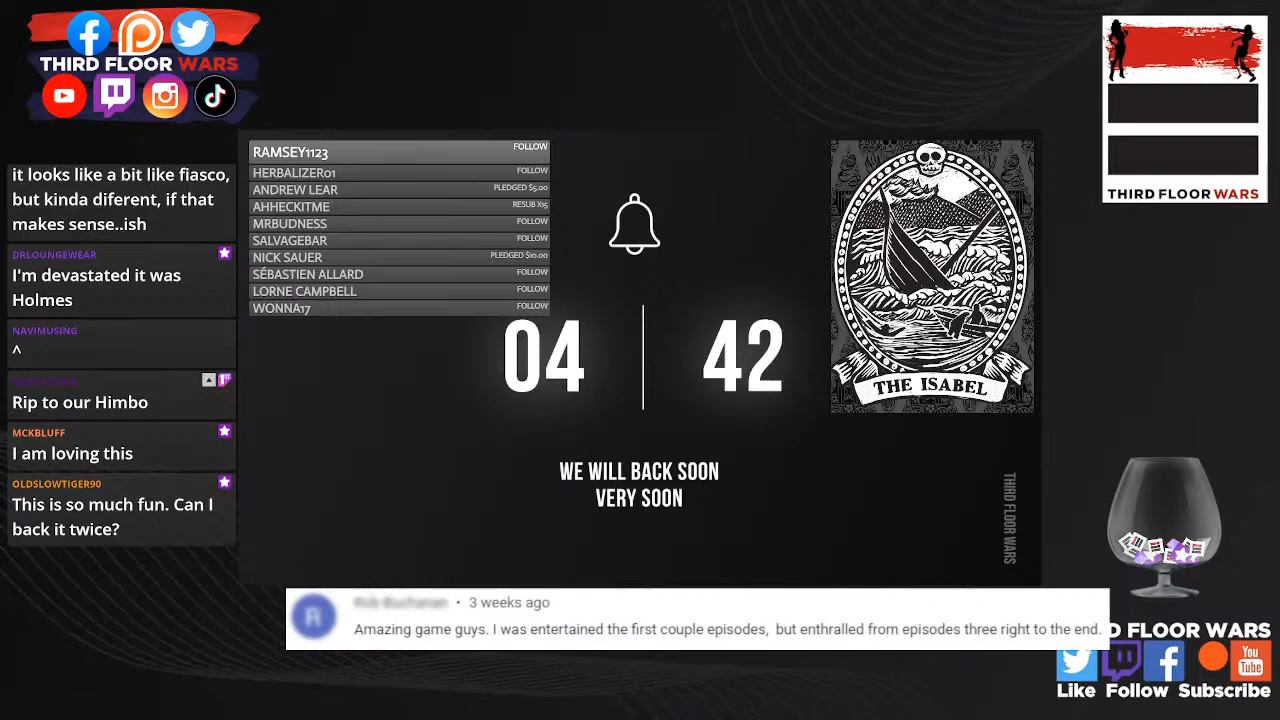 THIRD FLOOR WARS
it looks like a bit like fiasco,
but kinda diferent, if that
makes sense..ish
DRLOUNGEWEAR
I'm devastated it was
Holmes
NAVIMUSING
^
Rip to our Himbo
MCKBLUFF
I am loving this
OLDSLOWTIGER90
This is so much fun. Can I
back it twice?
RAMSEY1123 FOLLOW
HERBALIZER01 FOLLOW
ANDREW LEAR PLEDGED $5.00
AHHECKITME RESUB X15
MRBUDNESS FOLLOW
SALVAGEBAR FOLLOW
NICK SAUER PLEDGED $10.00
SÉBASTIEN ALLARD FOLLOW
LORNE CAMPBELL FOLLOW
WONNA17 FOLLOW
04 42
WE WILL BACK SOON
VERY SOON
THE ISABEL
THIRD FLOOR WARS
THIRD FLOOR WARS
R
• 3 weeks ago
Amazing game guys. I was entertained the first couple episodes, but enthralled from episodes three right to the end.
D FLOOR WARS
You
Tube
Like Follow Subscribe